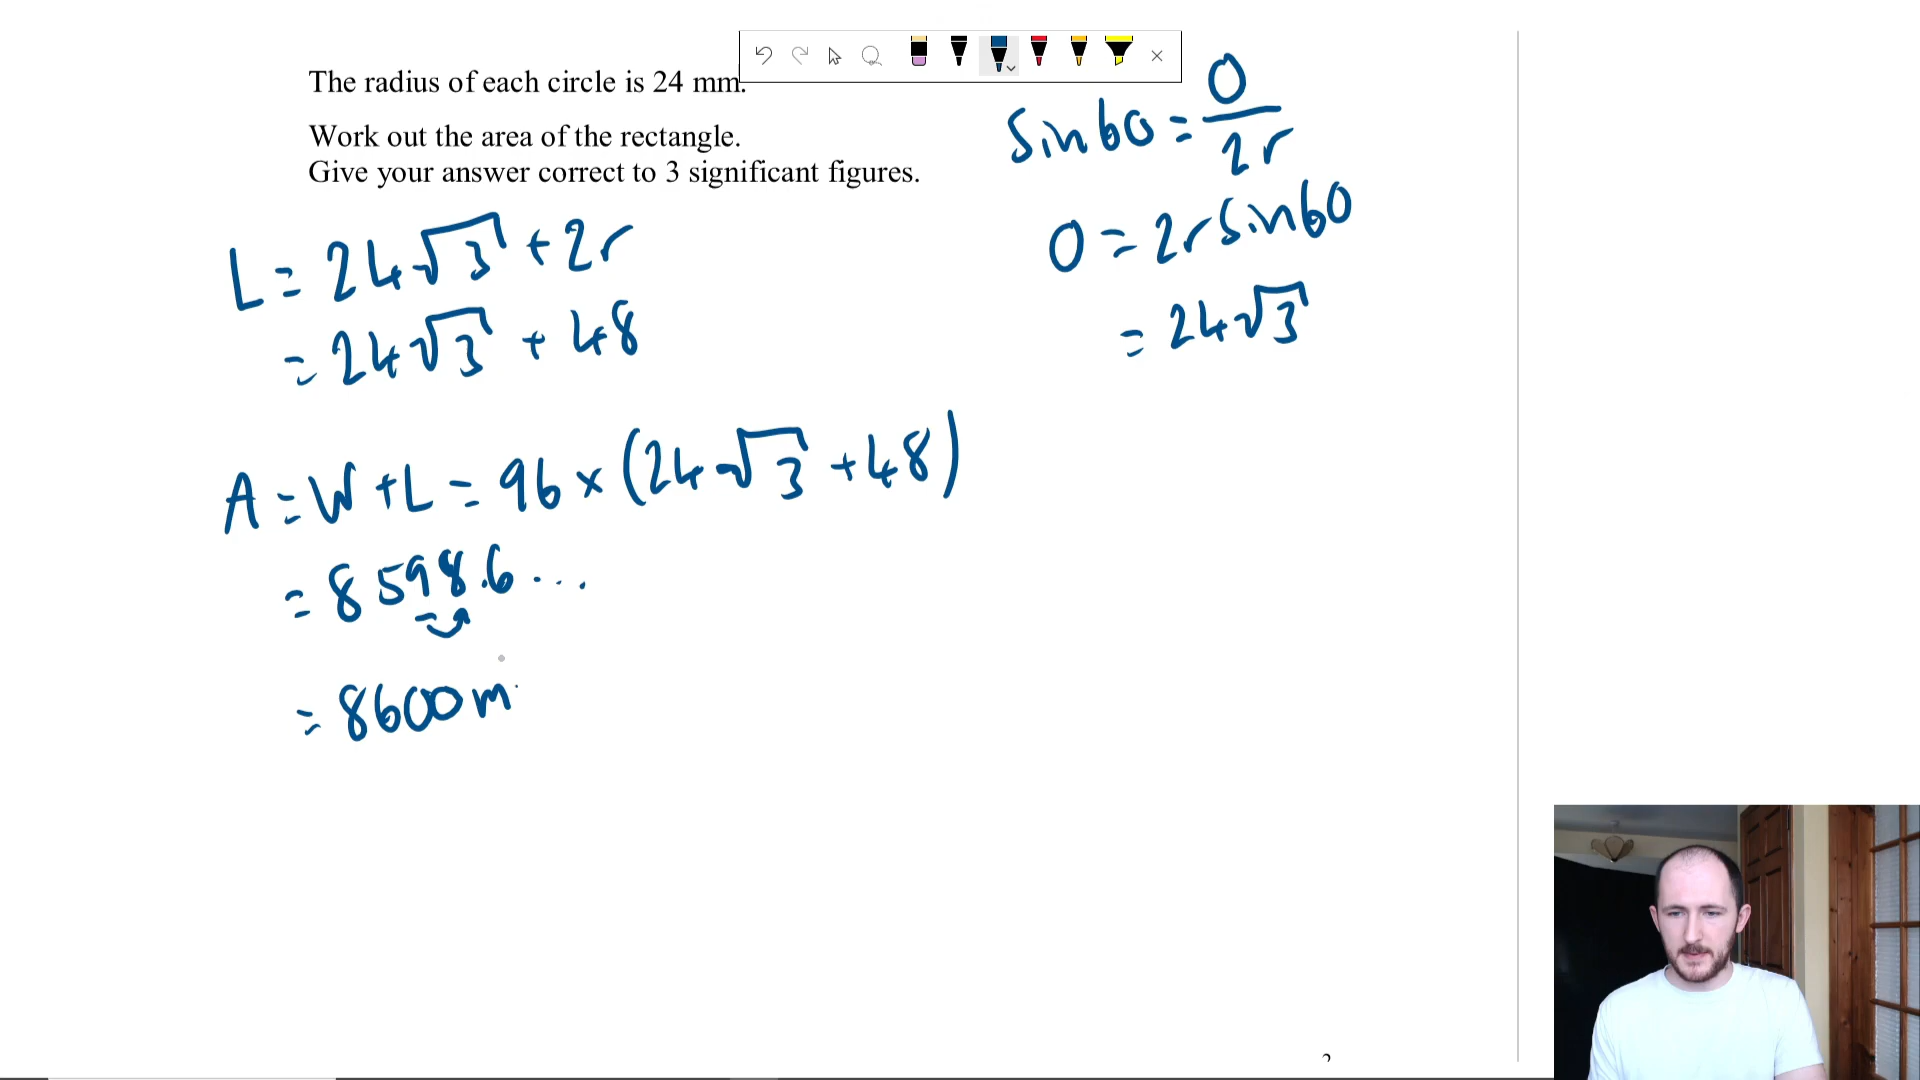 The radius of each circle is 24 mm.
Work out the area of the rectangle.
Give your answer correct to 3 significant figures.
sin60 = O/2r
O = 2rsin60
= 24√3
L = 24√3 + 2r
= 24√3 + 48
A = W + L = 96 × (24√3 + 48)
= 8598.6...
= 8600m